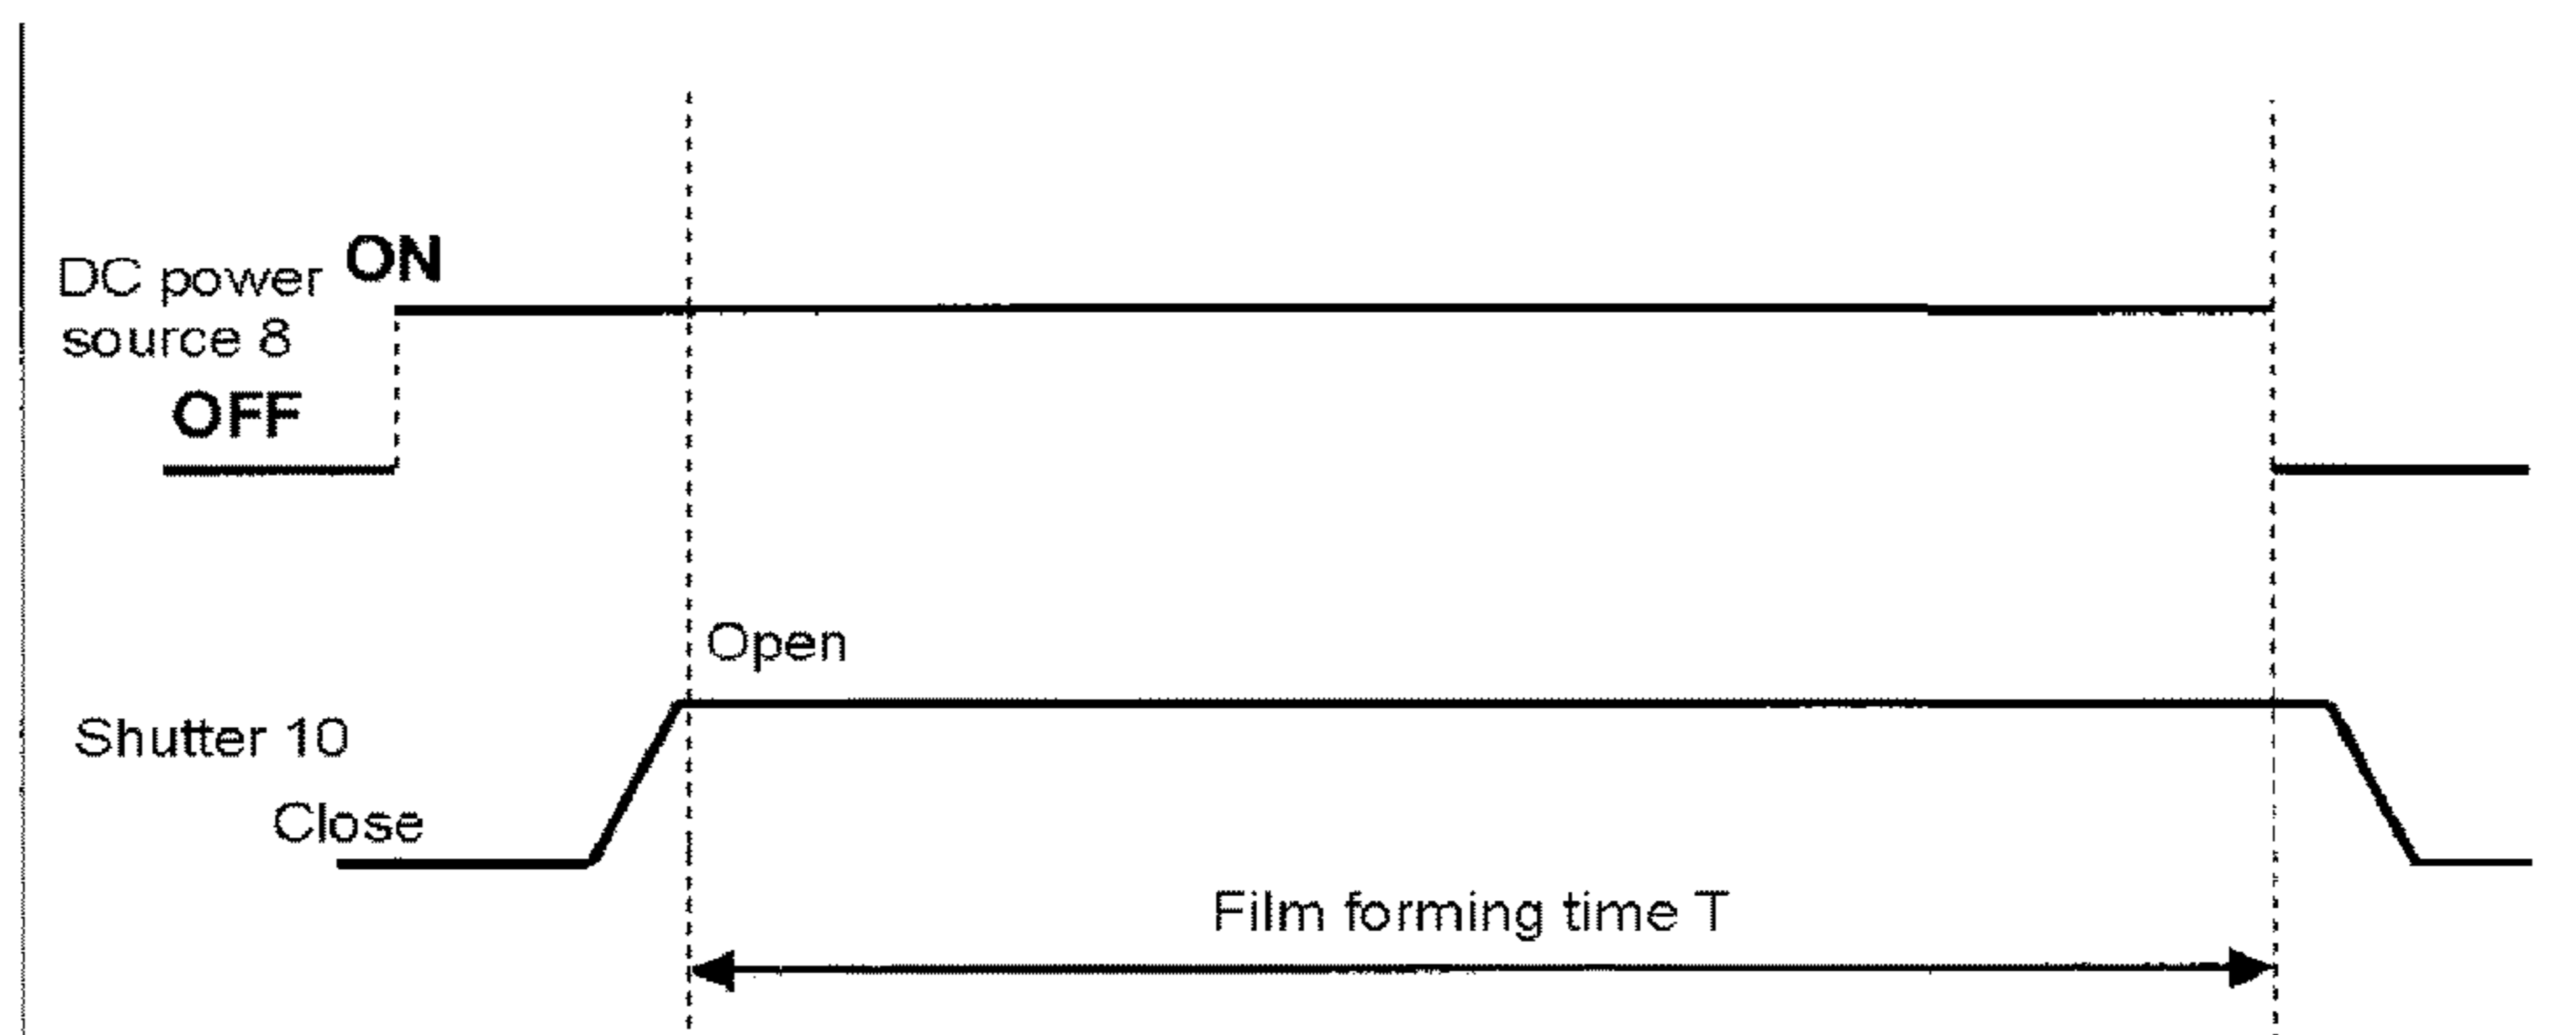 DC power ON
source 8
OFF
Open
Shutter 10
Close
Film forming time T